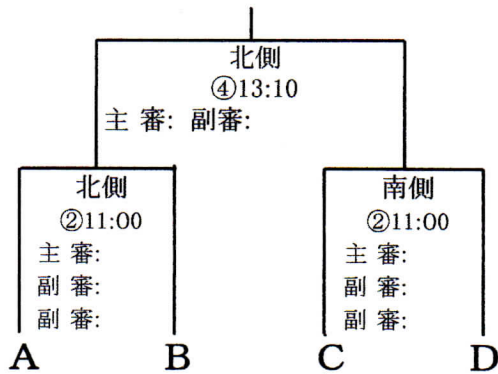 北側
④13:10
主 審: 副審:
北側
②11:00
主 審:
副 審:
副 審:
南側
②11:00
主 審:
副 審:
副 審:
A B C D